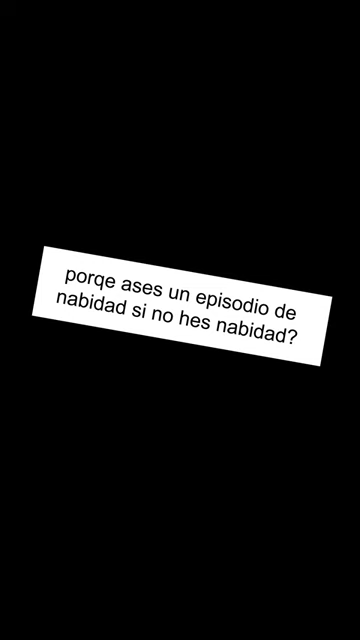 porqe ases un episodio de
nabidad si no hes nabidad?